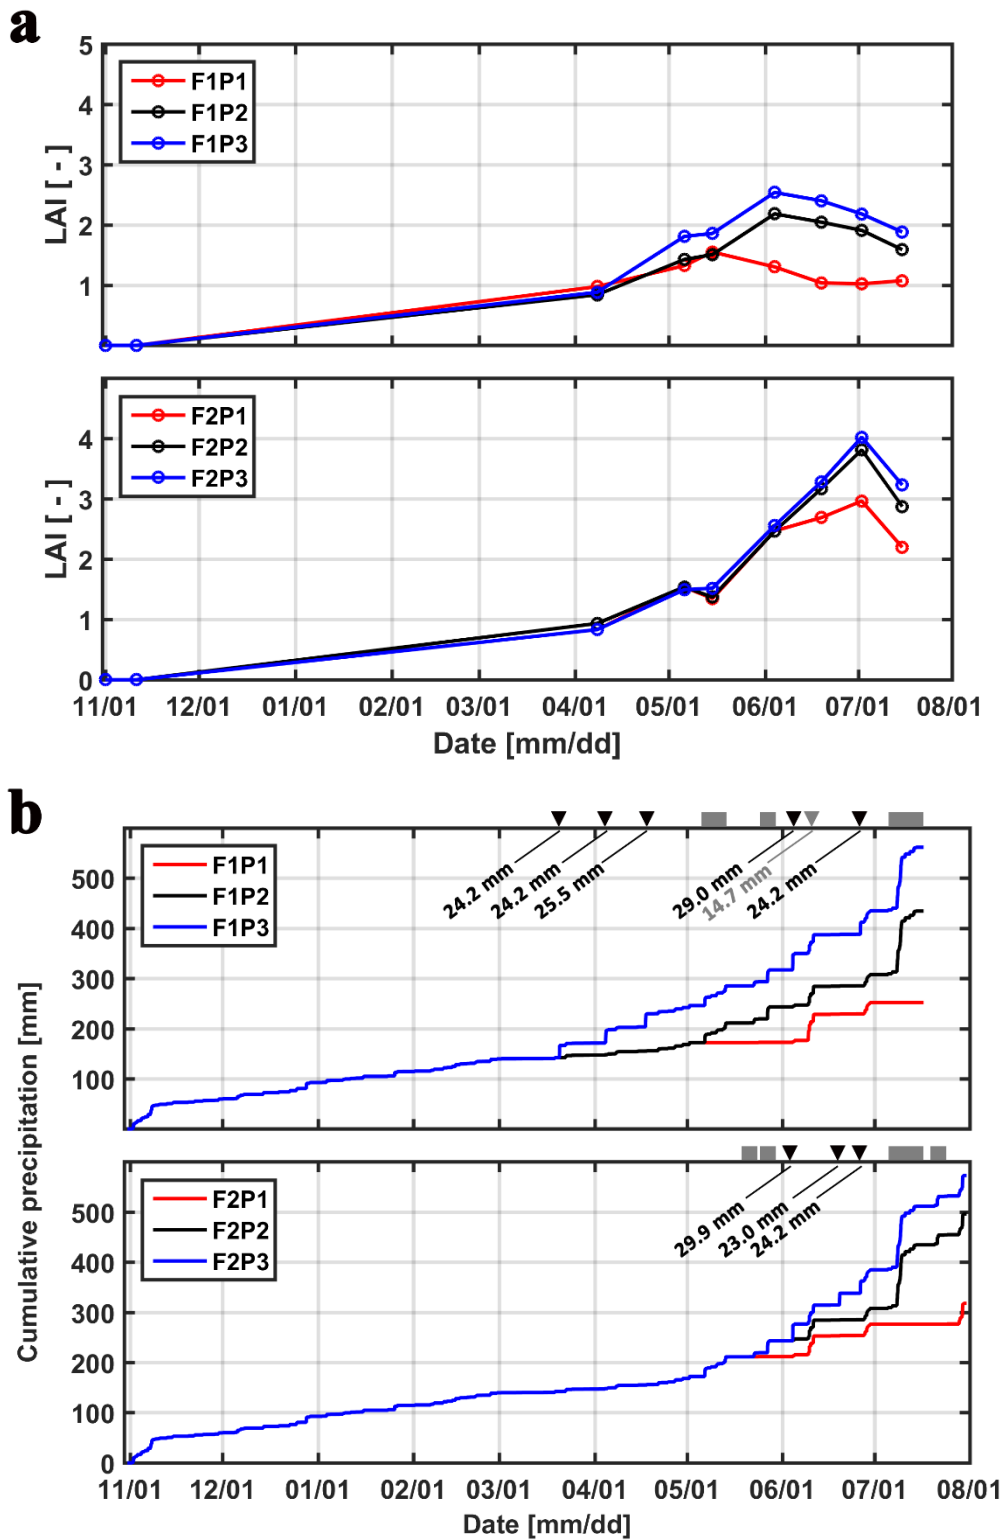 a
5
4
3
2
1
LAI [ - ]
F1P1
F1P2
F1P3
4
3
2
1
0
LAI [ - ]
F2P1
F2P2
F2P3
11/01 12/01 01/01 02/01 03/01 04/01 05/01 06/01 07/01 08/01
Date [mm/dd]
b
500
400
300
200
100
F1P1
F1P2
F1P3
24.2 mm
24.2 mm
25.5 mm
29.0 mm
14.7 mm
24.2 mm
Cumulative precipitation [mm]
500
400
300
200
100
0
F2P1
F2P2
F2P3
29.9 mm
23.0 mm
24.2 mm
11/01 12/01 01/01 02/01 03/01 04/01 05/01 06/01 07/01 08/01
Date [mm/dd]